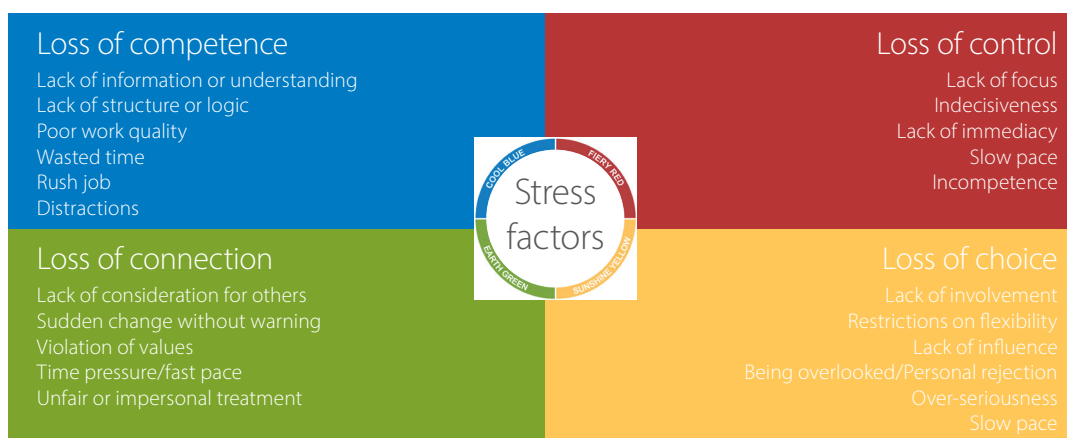 Loss of competence
Lack of information or understanding
Lack of structure or logic
Poor work quality
Wasted time
Rush job
Distractions
Loss of control
Lack of focus
Indecisiveness
Lack of immediacy
Slow pace
Incompetence
COOL BLUE
FIERY RED
Stress
factors
EARTH GREEN
SUNSHINE YELLOW
Loss of connection
Lack of consideration for others
Sudden change without warning
Violation of values
Time pressure/fast pace
Unfair or impersonal treatment
Loss of choice
Lack of involvement
Restrictions on flexibility
Lack of influence
Being overlooked/Personal rejection
Over-seriousness
Slow pace